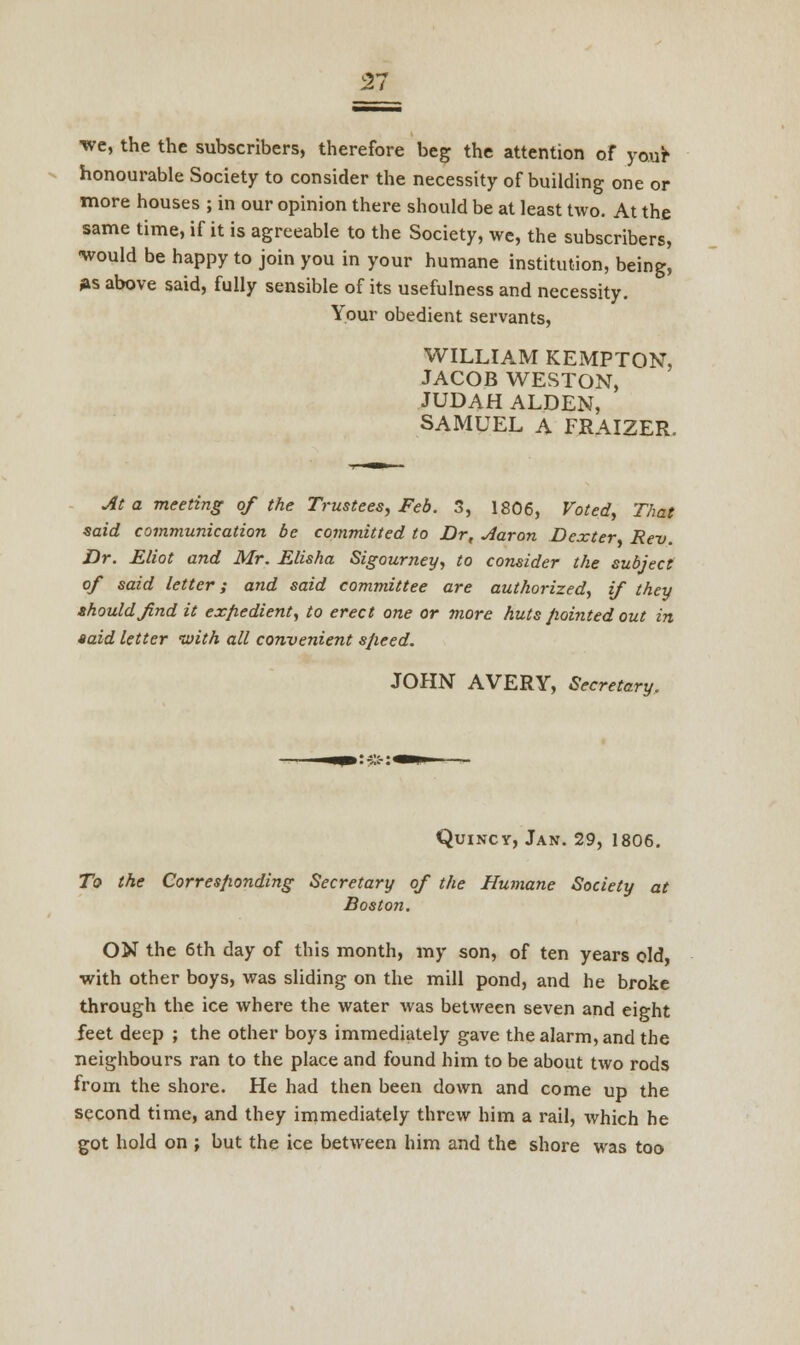 27
we, the the subscribers, therefore beg the attention of your
honourable Society to consider the necessity of building one or
more houses ; in our opinion there should be at least two. At the
same time, if it is agreeable to the Society, we, the subscribers,
would be happy to join you in your humane institution, being,
as above said, fully sensible of its usefulness and necessity.
Your obedient servants,
WILLIAM KEMPTON,
JACOB WESTON,
JUDAH ALDEN,
SAMUEL A FRAIZER.
At a meeting of the Trustees, Feb. 3, 1806, Voted, That
said communication be committed to Dr. Aaron Dexter, Rev.
Dr. Eliot and Mr. Elisha Sigourney, to consider the subject
of said letter ; and said committee are authorized, if they
should find it expedient, to erect one or more huts pointed out in
said letter with all convenient speed.
JOHN AVERY, Secretary.
Quincy, Jan. 29, 1806.
To the Corresponding Secretary of the Humane Society at
Boston.
ON the 6th day of this month, my son, of ten years old,
with other boys, was sliding on the mill pond, and he broke
through the ice where the water was between seven and eight
feet deep ; the other boys immediately gave the alarm, and the
neighbours ran to the place and found him to be about two rods
from the shore. He had then been down and come up the
second time, and they immediately threw him a rail, which he
got hold on ; but the ice between him and the shore was too